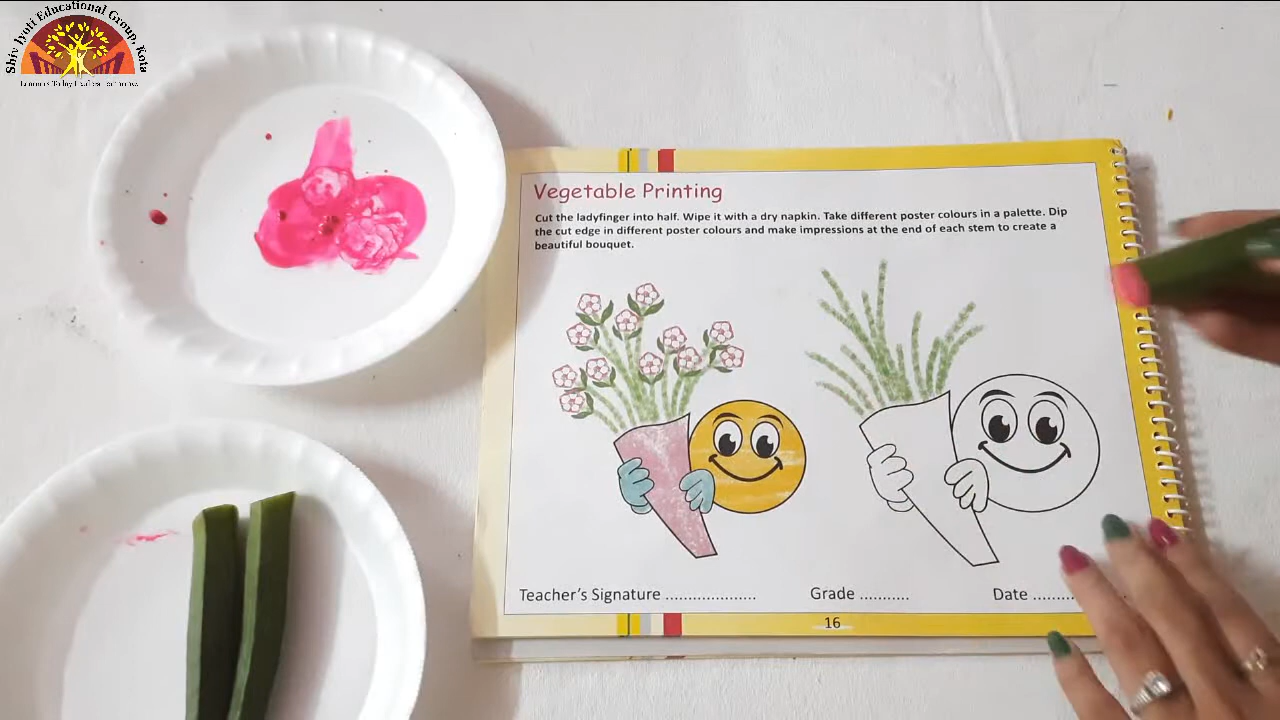 Shiv Jyoti Educational Group, Kota
Vegetable Printing
Cut the ladyfinger into half. Wipe it with a dry napkin. Take different poster colours in a palette. Dip
the cut edge in different poster colours and make impressions at the end of each stem to create a
beautiful bouquet.
Teacher's Signature ...................
Grade ..........
Date ........
16